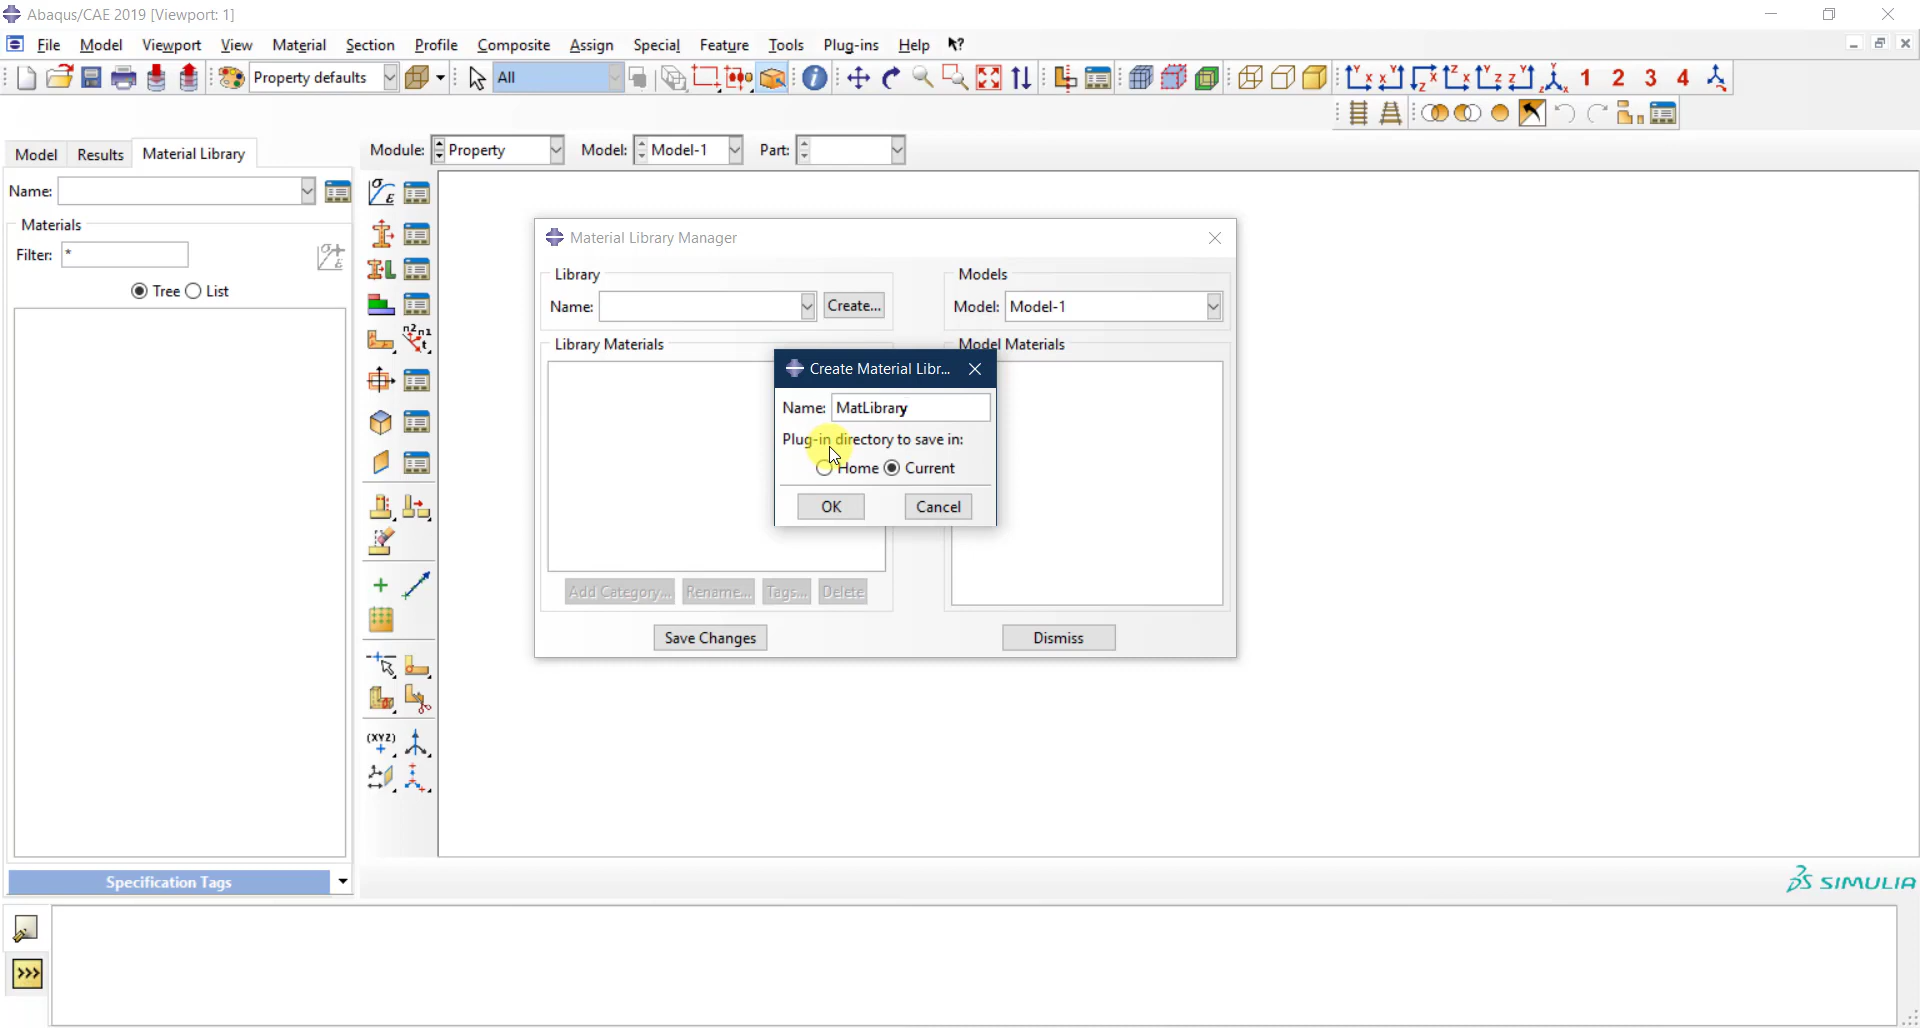 Abaqus/CAE 2019 [Viewport: 1]
File Model Viewport View Material Section Profile Composite Assign Special Feature Tools Plug-ins Help
Property defaults All 1 2 3 4
Model Results Material Library
Module: Property Model: Model-1 Part:
Name:
Materials
Filter: *
Tree List
Material Library Manager
Library
Name: Create...
Models
Model: Model-1
Library Materials
Model Materials
Create Material Libr...
Name: MatLibrary
Plug-in directory to save in:
Home Current
OK Cancel
Add Category... Rename... Tags... Delete
Save Changes Dismiss
(XYZ)
Specification Tags
SIMULIA
>>>